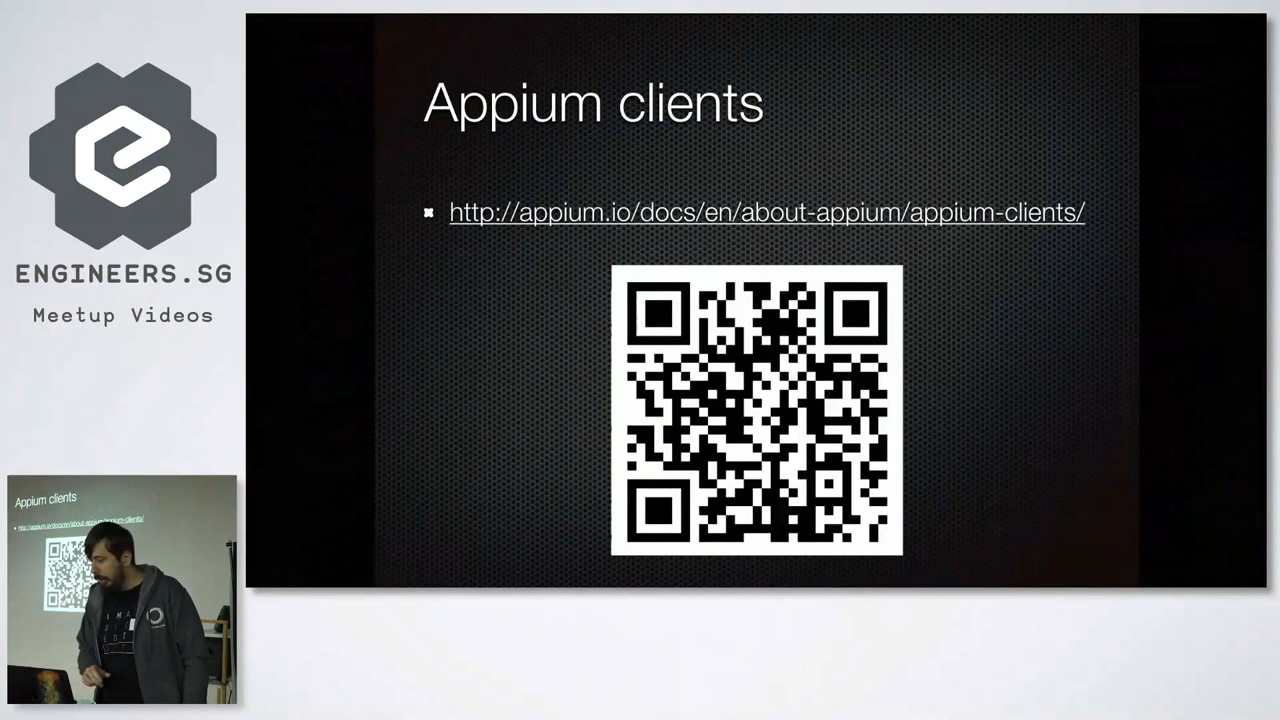 ENGINEERS.SG
Meetup Videos
Appium clients
http://appium.io/docs/en/about-appium/appium-clients/
Appium clients